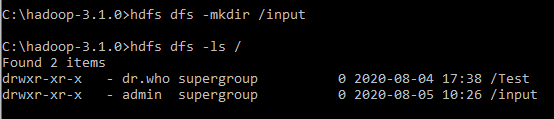 C:\hadoop-3.1.0>hdfs dfs -mkdir /input
C:\hadoop-3.1.0>hdfs dfs -ls /
Found 2 items
drwxr-xr-x   - dr.who supergroup          0 2020-08-04 17:38 /Test
drwxr-xr-x   - admin  supergroup          0 2020-08-05 10:26 /input